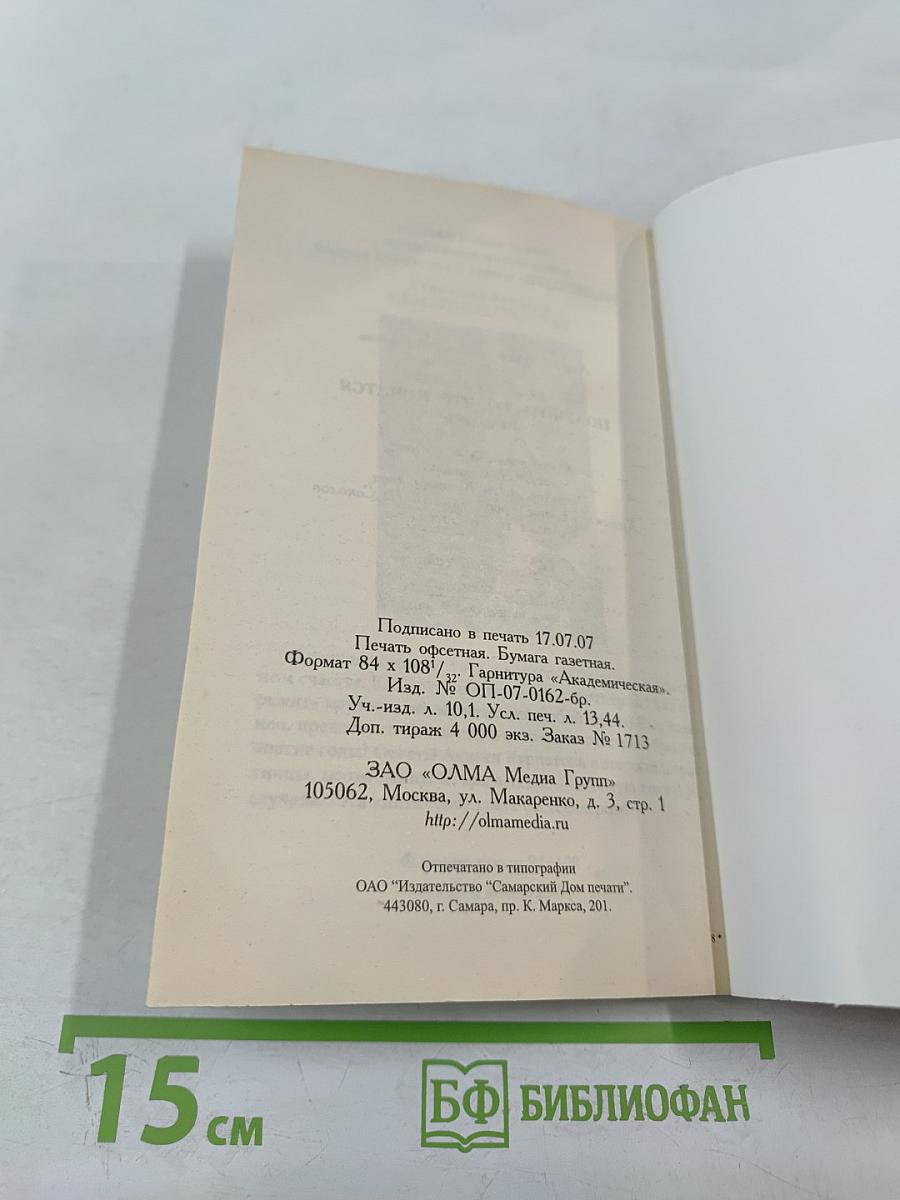 Подписано в печать 17.07.07
Печать офсетная. Бумага газетная.
Формат 84 х 108¹/₃₂. Гарнитура «Академическая».
Изд. № ОП-07-0162-бр.
Уч.-изд. л. 10,1. Усл. печ. л. 13,44.
Доп. тираж 4 000 экз. Заказ № 1713
ЗАО «ОЛМА Медиа Групп»
105062, Москва, ул. Макаренко, д. 3, стр. 1
http://olmamedia.ru
Отпечатано в типографии
ОАО “Издательство “Самарский Дом печати”.
443080, г. Самара, пр. К. Маркса, 201.
8*
15 см
БФ БИБЛИОФАН